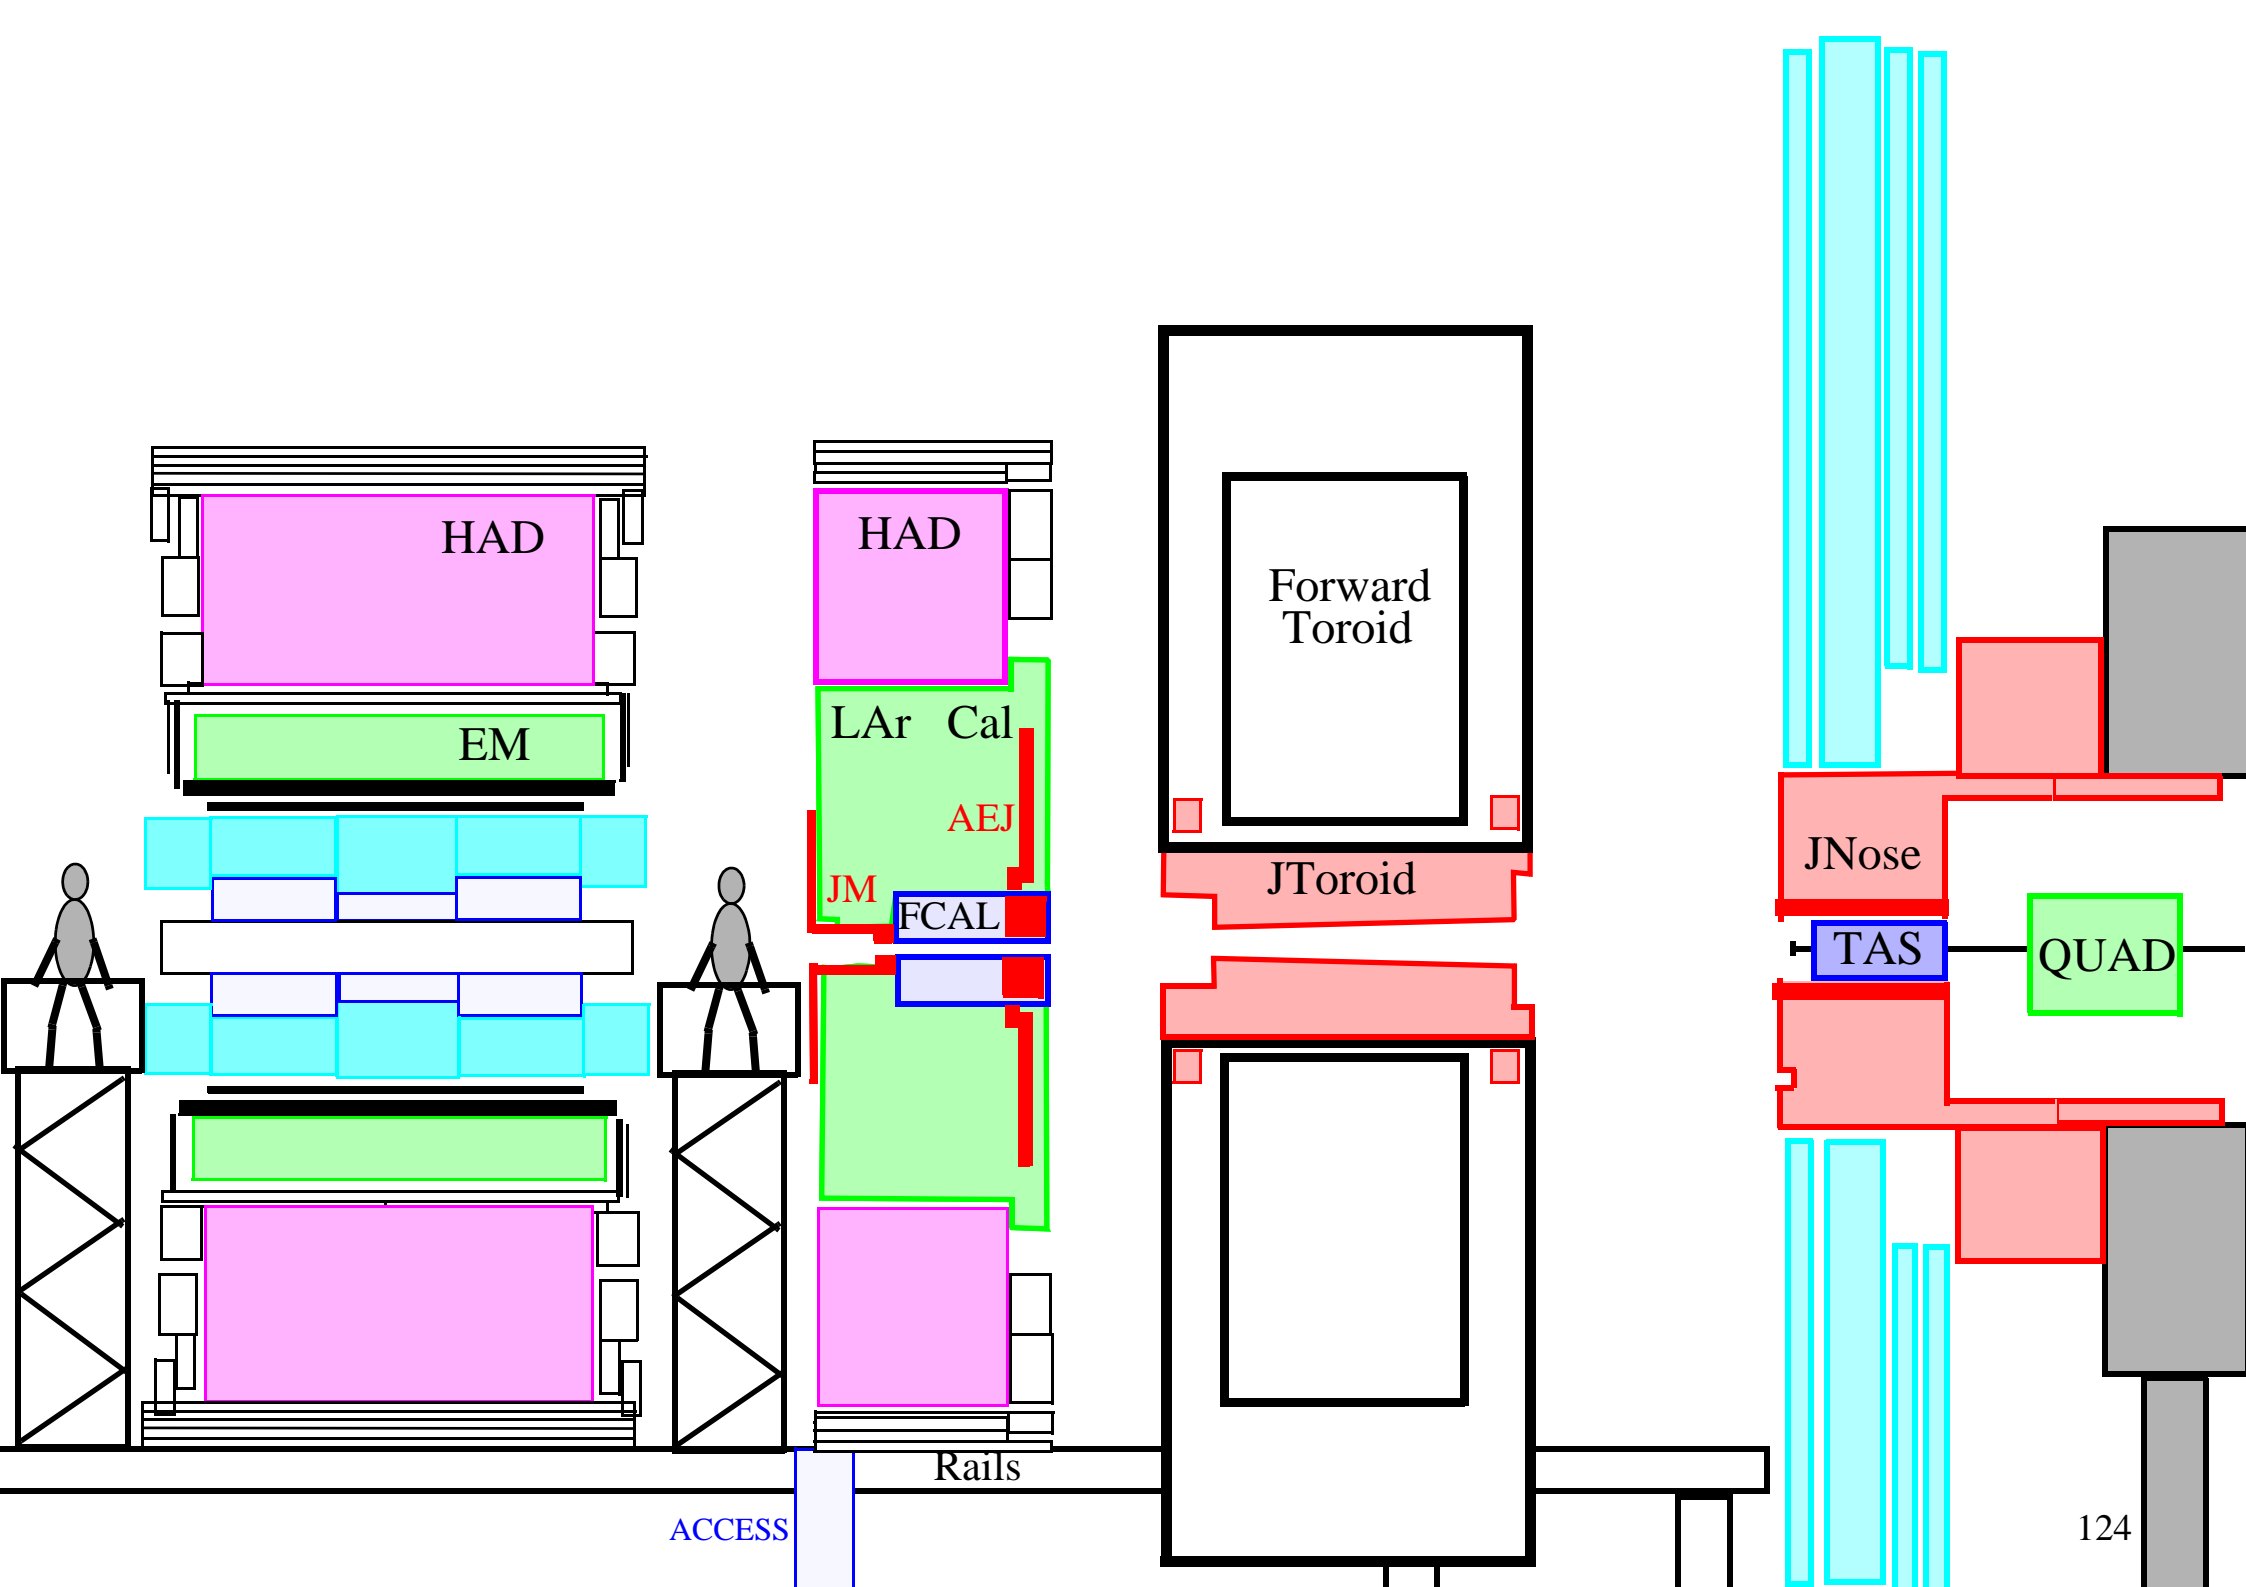 HAD
HAD
Forward
Toroid
EM
LAr Cal
AEJ
JM
FCAL
JToroid
JNose
TAS
QUAD
Rails
ACCESS
124